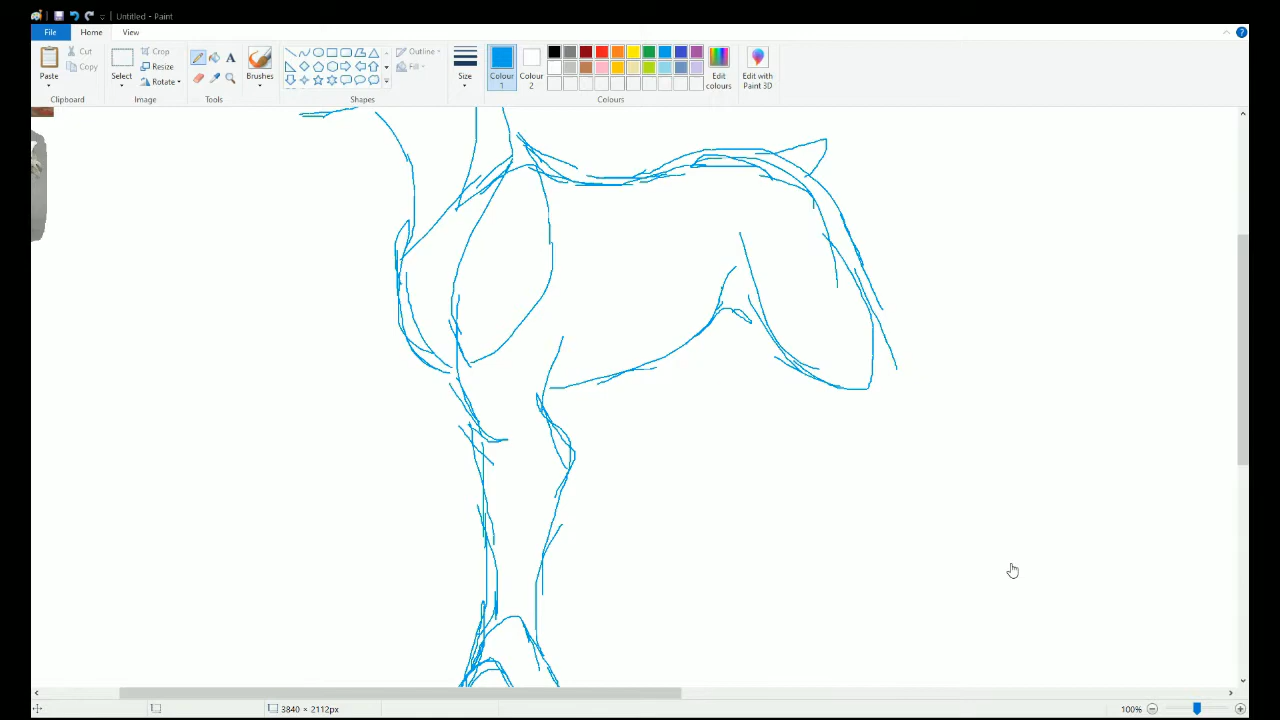 Untitled - Paint
File Home View
Paste
Cut
Copy
Clipboard
Select
Crop
Resize
Rotate
Image
A
Tools
Brushes
Outline
Fill
Shapes
Size
Colour
1
Colour
2
Edit
colours
Edit with
Paint 3D
Colours
3840 × 2112px
100%